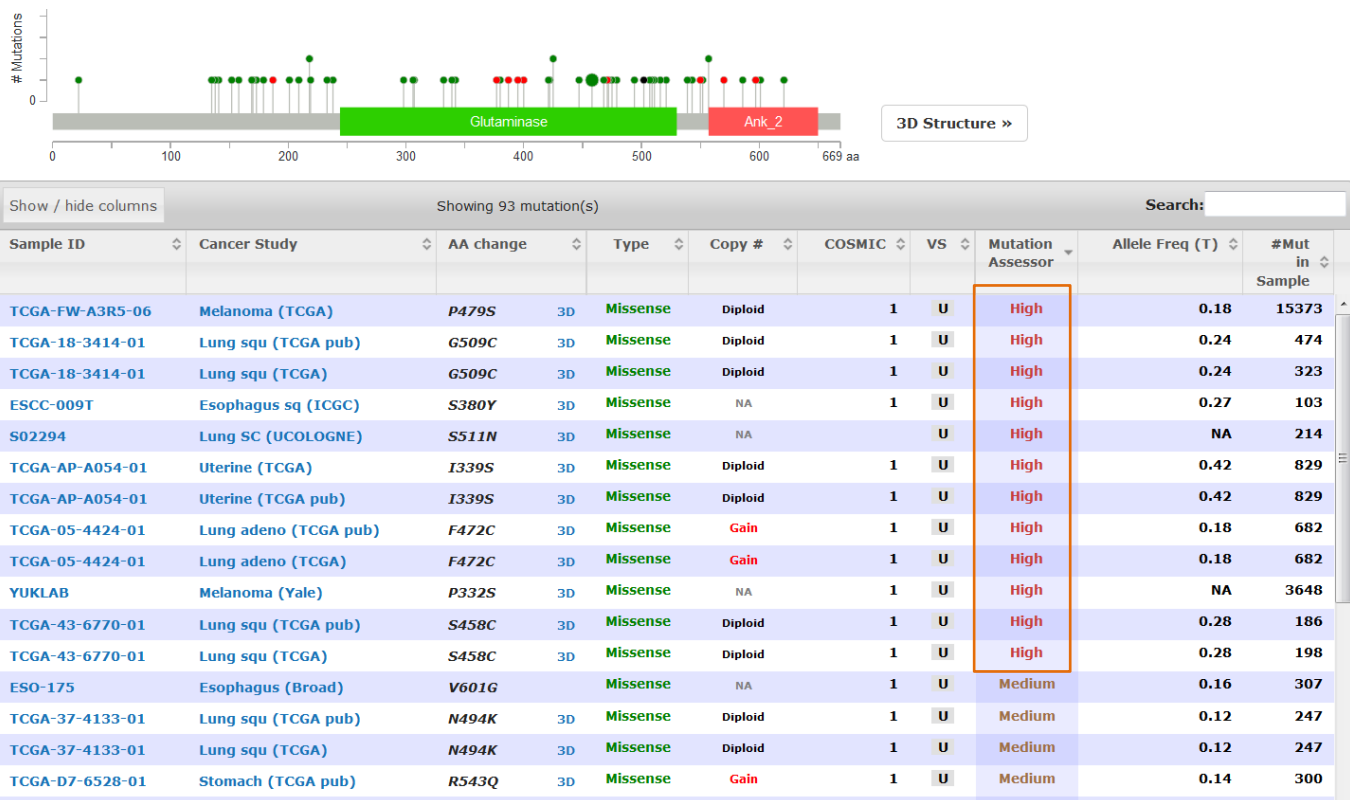 # Mutations
0
Glutaminase
Ank_2
3D Structure »
0 100 200 300 400 500 600 669 aa
Show / hide columns Showing 93 mutation(s) Search:
Sample ID Cancer Study AA change Type Copy # COSMIC VS Mutation Assessor Allele Freq (T) #Mut in Sample
TCGA-FW-A3R5-06 Melanoma (TCGA) P479S 3D Missense Diploid 1 U High 0.18 15373
TCGA-18-3414-01 Lung squ (TCGA pub) G509C 3D Missense Diploid 1 U High 0.24 474
TCGA-18-3414-01 Lung squ (TCGA) G509C 3D Missense Diploid 1 U High 0.24 323
ESCC-009T Esophagus sq (ICGC) S380Y 3D Missense NA 1 U High 0.27 103
S02294 Lung SC (UCOLOGNE) S511N 3D Missense NA U High NA 214
TCGA-AP-A054-01 Uterine (TCGA) I339S 3D Missense Diploid 1 U High 0.42 829
TCGA-AP-A054-01 Uterine (TCGA pub) I339S 3D Missense Diploid 1 U High 0.42 829
TCGA-05-4424-01 Lung adeno (TCGA pub) F472C 3D Missense Gain 1 U High 0.18 682
TCGA-05-4424-01 Lung adeno (TCGA) F472C 3D Missense Gain 1 U High 0.18 682
YUKLAB Melanoma (Yale) P332S 3D Missense NA 1 U High NA 3648
TCGA-43-6770-01 Lung squ (TCGA pub) S458C 3D Missense Diploid 1 U High 0.28 186
TCGA-43-6770-01 Lung squ (TCGA) S458C 3D Missense Diploid 1 U High 0.28 198
ESO-175 Esophagus (Broad) V601G Missense NA 1 U Medium 0.16 307
TCGA-37-4133-01 Lung squ (TCGA pub) N494K 3D Missense Diploid 1 U Medium 0.12 247
TCGA-37-4133-01 Lung squ (TCGA) N494K 3D Missense Diploid 1 U Medium 0.12 247
TCGA-D7-6528-01 Stomach (TCGA pub) R543Q 3D Missense Gain 1 U Medium 0.14 300